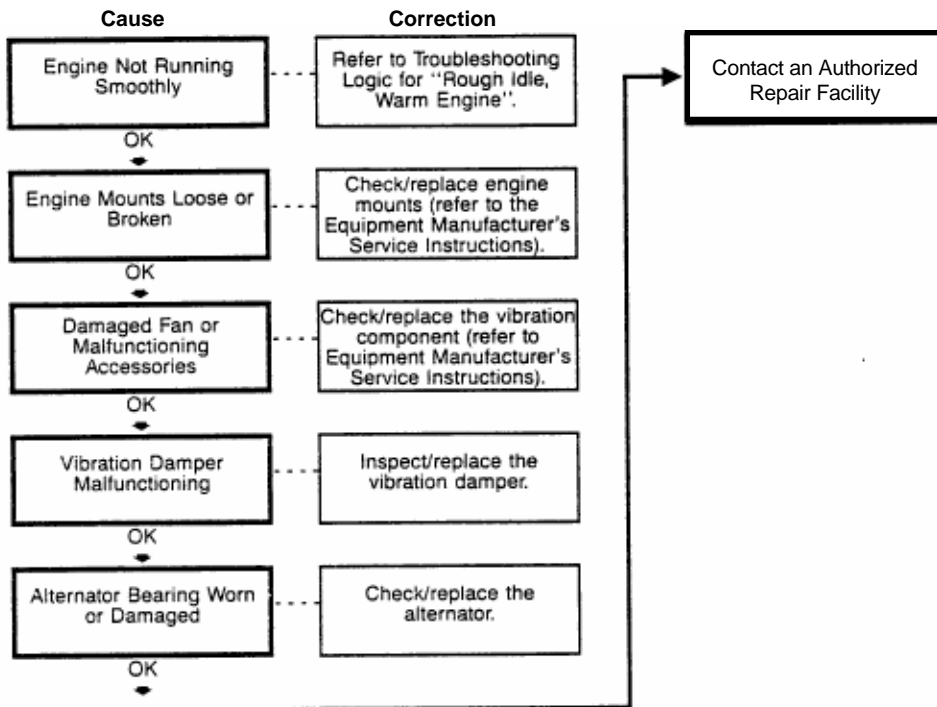 Cause
Correction
Engine Not Running
Smoothly
Refer to Troubleshooting
Logic for "Rough Idle,
Warm Engine".
Contact an Authorized
Repair Facility
OK
Engine Mounts Loose or
Broken
Check/replace engine
mounts (refer to the
Equipment Manufacturer's
Service Instructions).
OK
Damaged Fan or
Malfunctioning
Accessories
Check/replace the vibration
component (refer to
Equipment Manufacturer's
Service Instructions).
OK
Vibration Damper
Malfunctioning
Inspect/replace the
vibration damper.
OK
Alternator Bearing Worn
or Damaged
Check/replace the
alternator.
OK